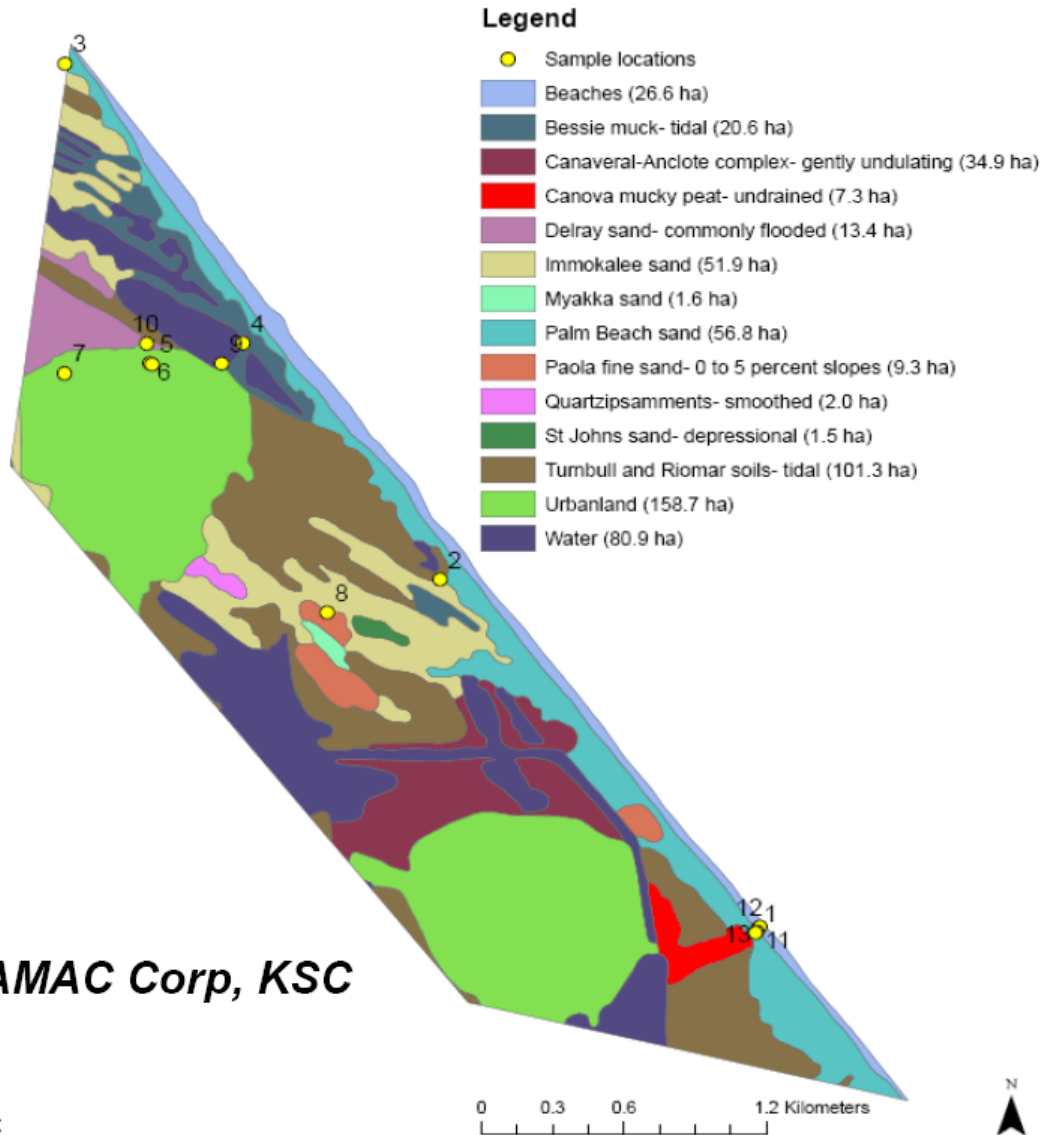 Legend
Sample locations
Beaches (26.6 ha)
Bessie muck- tidal (20.6 ha)
Canaveral-Anclote complex- gently undulating (34.9 ha)
Canova mucky peat- undrained (7.3 ha)
Delray sand- commonly flooded (13.4 ha)
Immokalee sand (51.9 ha)
Myakka sand (1.6 ha)
Palm Beach sand (56.8 ha)
Paola fine sand- 0 to 5 percent slopes (9.3 ha)
Quartzipsamments- smoothed (2.0 ha)
St Johns sand- depressional (1.5 ha)
Turnbull and Riomar soils- tidal (101.3 ha)
Urbanland (158.7 ha)
Water (80.9 ha)
3
4
10
5
9
7
6
2
8
12
1
13
11
AMAC Corp, KSC
0 0.3 0.6 1.2 Kilometers
N